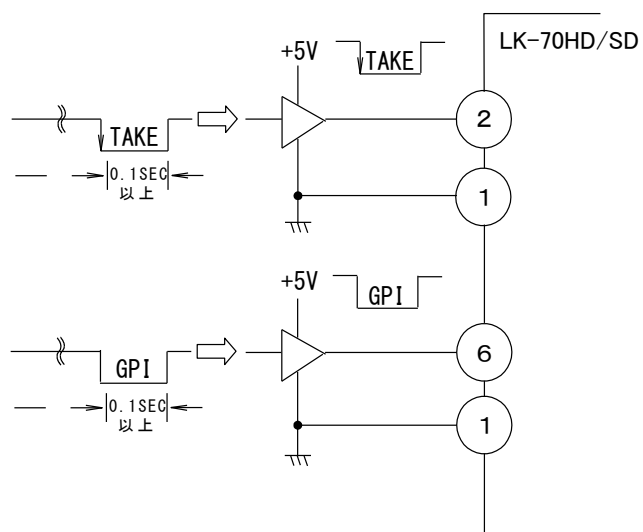 LK-70HD/SD
+5V
TAKE
TAKE
0.1SEC
以上
2
1
+5V
GPI
GPI
0.1SEC
以上
6
1